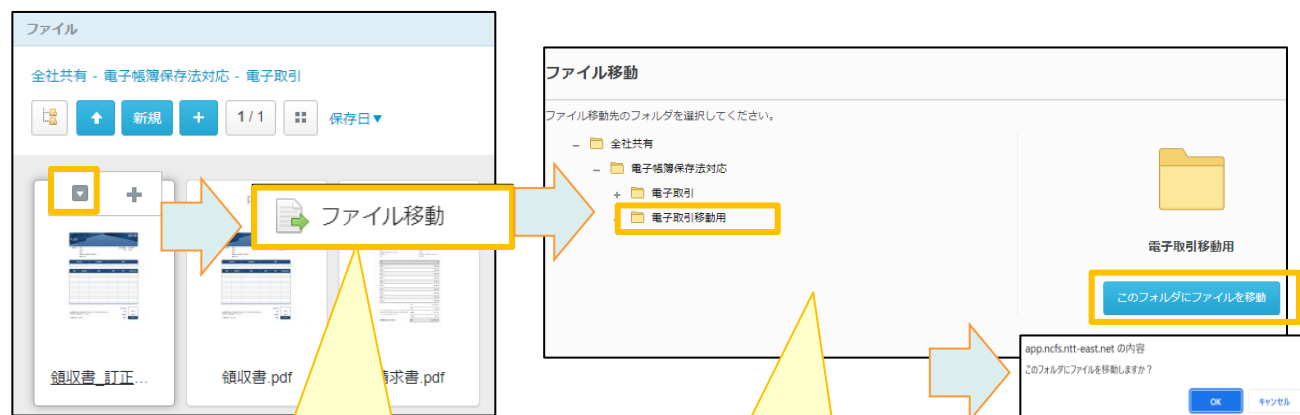 ファイル
全社共有 - 電子帳簿保存法対応 - 電子取引
新規
1 / 1
保存日▼
ファイル移動
領収書_訂正...
領収書.pdf
求書.pdf
ファイル移動
ファイル移動先のフォルダを選択してください。
全社共有
電子帳簿保存法対応
電子取引
電子取引移動用
電子取引移動用
このフォルダにファイルを移動
app.ncfs.ntt-east.net の内容
このフォルダにファイルを移動しますか？
OK
キャンセル